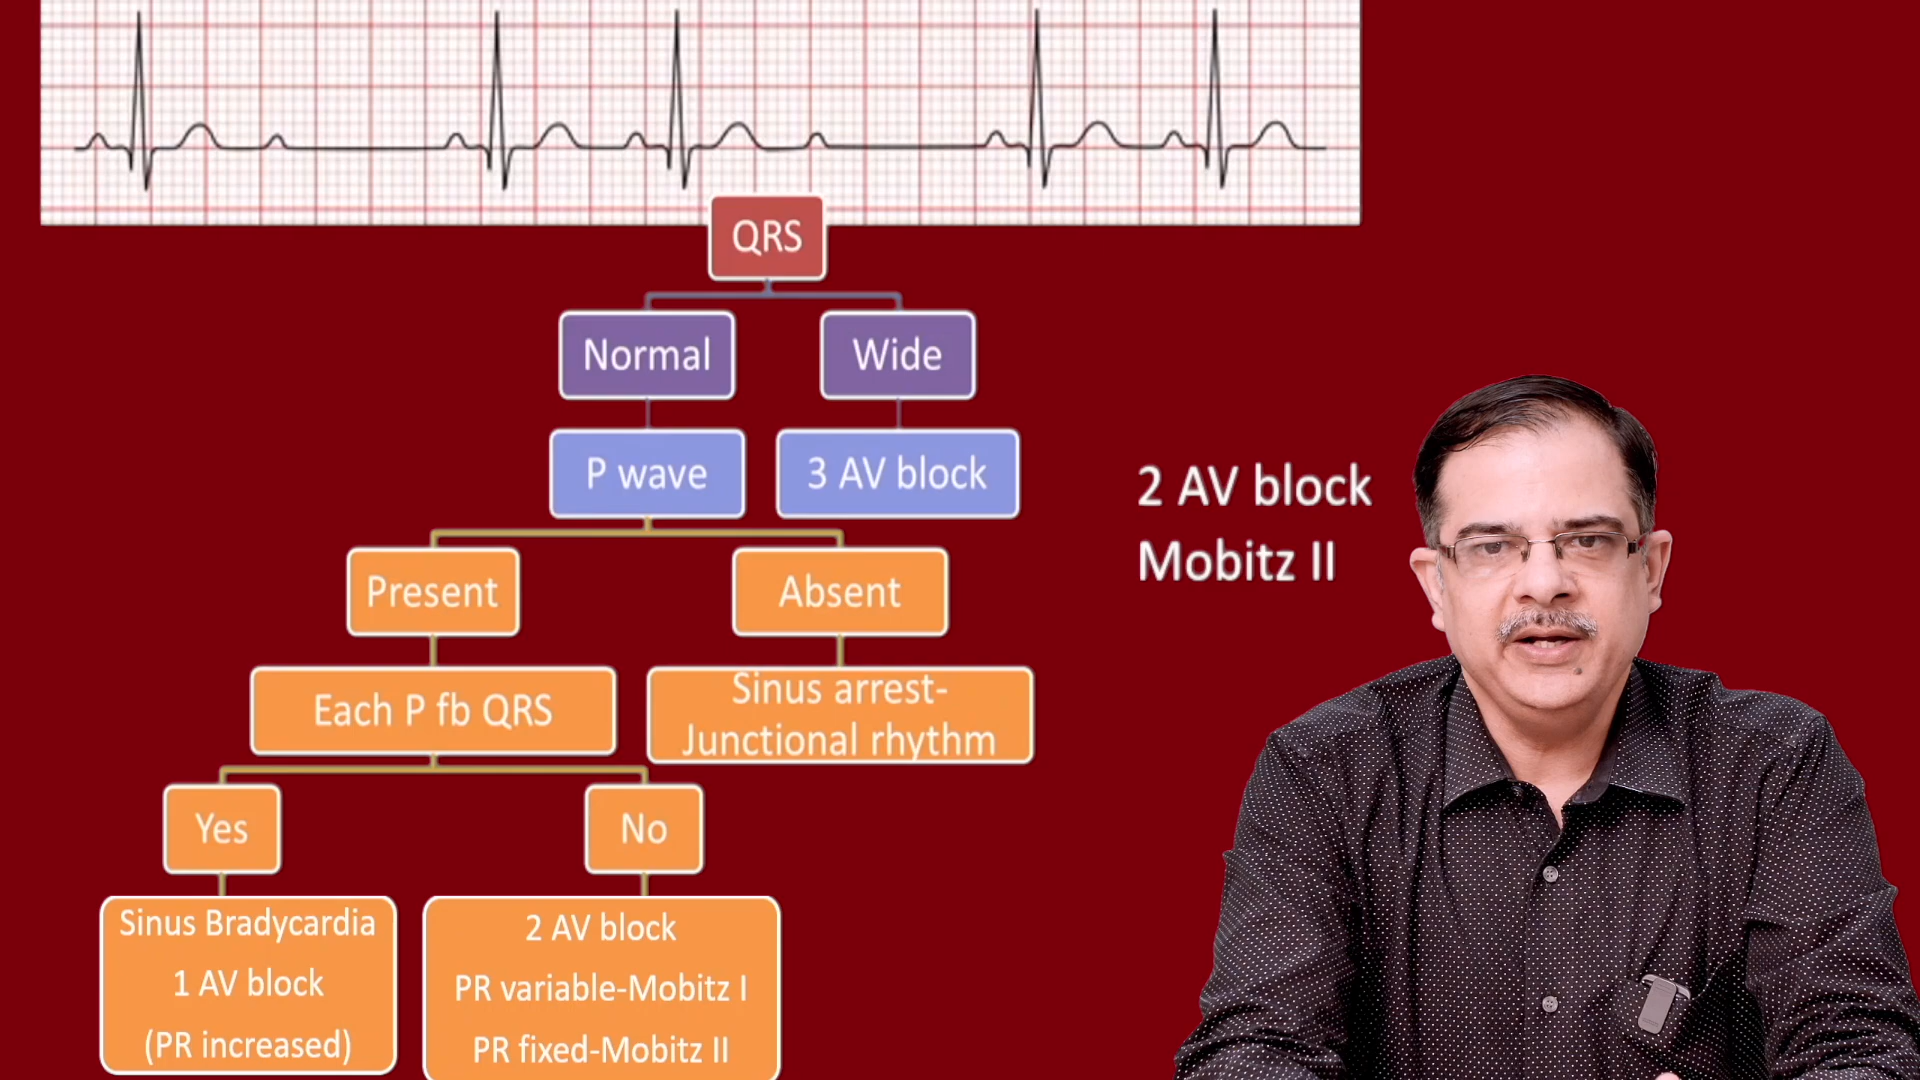 QRS
Normal
Wide
P wave
3 AV block
2 AV block
Mobitz II
Present
Absent
Each P fb QRS
Sinus arrest-
Junctional rhythm
Yes
No
Sinus Bradycardia
1 AV block
(PR increased)
2 AV block
PR variable-Mobitz I
PR fixed-Mobitz II